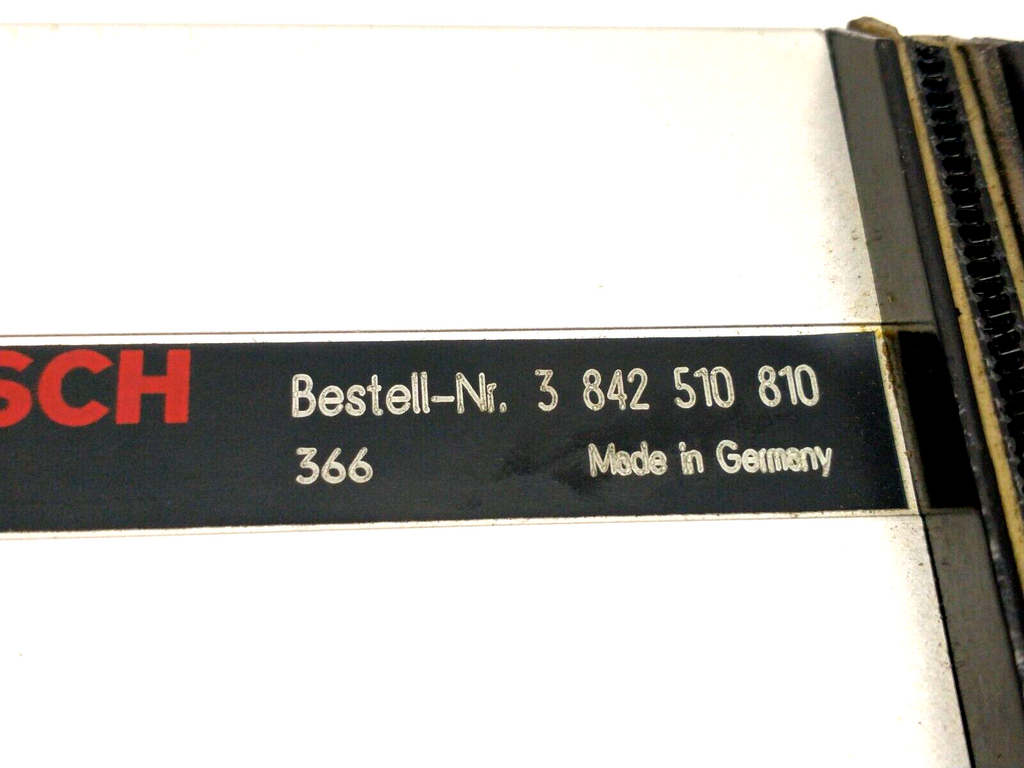 SCH
Bestell-Nr. 3 842 510 810
366 Made in Germany